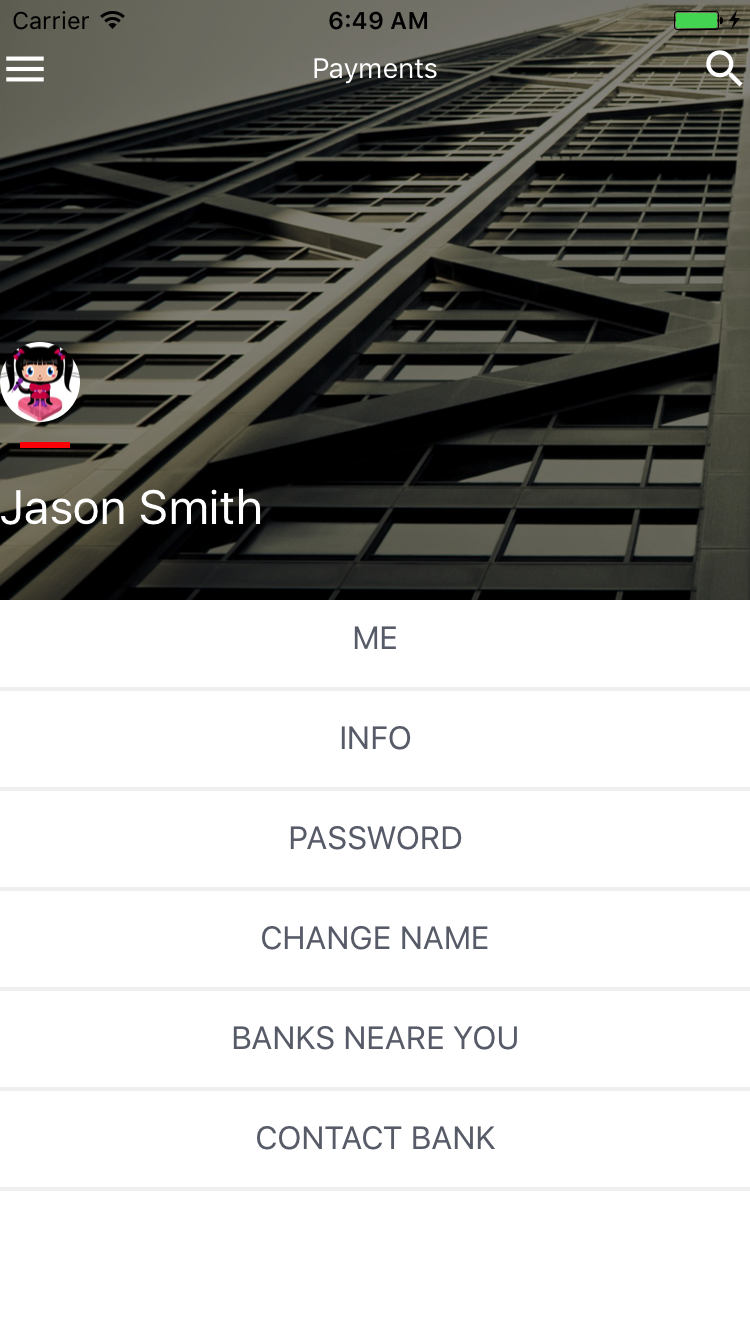 Carrier 6:49 AM
Payments
Jason Smith
ME
INFO
PASSWORD
CHANGE NAME
BANKS NEARE YOU
CONTACT BANK